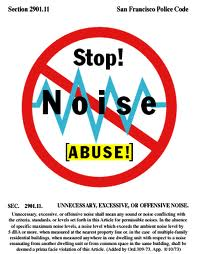 Section 2901.11 San Francisco Police Code
Stop!
Noise
[ABUSE!]
SEC. 2901.11. UNNECESSARY, EXCESSIVE, OR OFFENSIVE NOISE.
Unnecessary, excessive, or offensive noise shall mean any sound or noise conflicting with
the criteria, standards, or levels set forth in this Article for permissible noises. In the absence
of specific maximum noise levels, a noise level which exceeds the ambient noise level by
5 dBA or more, when measured at the nearest property line or, in the case of multiple-family
residential buildings, when measured anywhere in one dwelling unit with respect to a noise
emanating from another dwelling unit or from common space in the same building, shall be
deemed a prima facie violation of this Article. (Added by Ord. 309-73, App. 8/10/73)